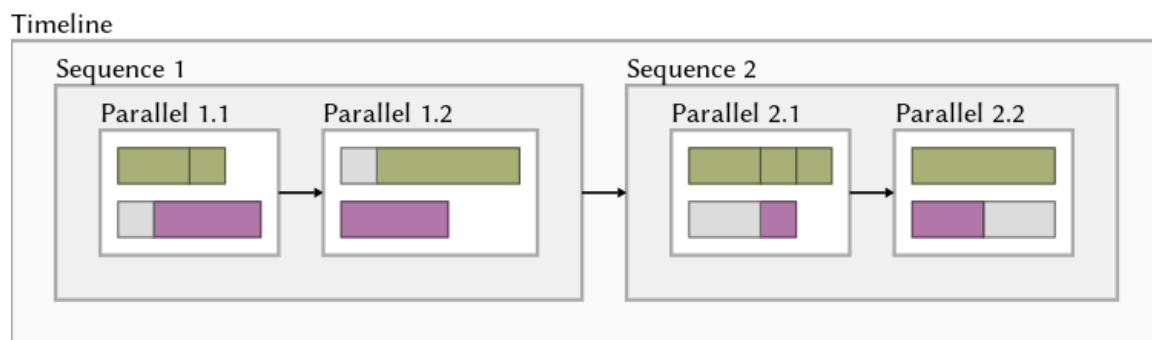 Timeline
Sequence 1
Sequence 2
Parallel 1.1
Parallel 1.2
Parallel 2.1
Parallel 2.2